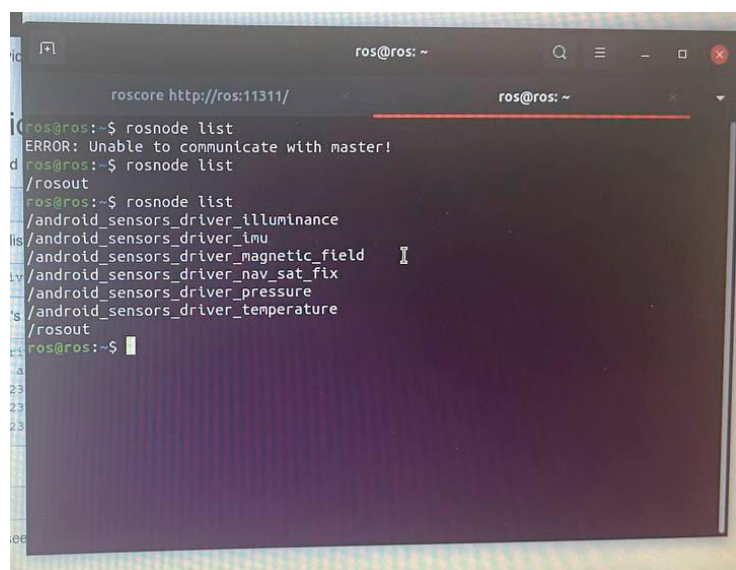 ros@ros: ~
roscore http://ros:11311/
ros@ros: ~
ros@ros:~$ rosnode list
ERROR: Unable to communicate with master!
ros@ros:~$ rosnode list
/rosout
ros@ros:~$ rosnode list
/android_sensors_driver_illuminance
/android_sensors_driver_imu
/android_sensors_driver_magnetic_field
/android_sensors_driver_nav_sat_fix
/android_sensors_driver_pressure
/android_sensors_driver_temperature
/rosout
ros@ros:~$